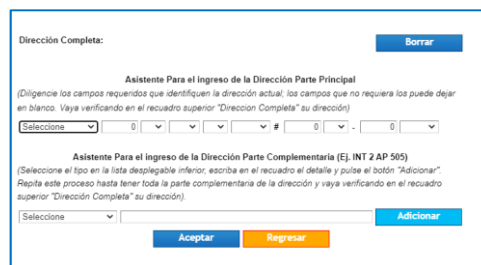 Dirección Completa:
Borrar
Asistente Para el ingreso de la Dirección Parte Principal
(Diligencie los campos requeridos que identifiquen la dirección actual, los campos que no requiera los puede dejar
en blanco. Vaya verificando en el recuadro superior "Direccion Completa" su dirección)
Seleccione 0 # 0 - 0
Asistente Para el ingreso de la Dirección Parte Complementaria (Ej. INT 2 AP 505)
(Seleccione el tipo en la lista desplegable inferior, escriba en el recuadro el detalle y pulse el botón "Adicionar".
Repita este proceso hasta tener toda la parte complementaria de la dirección y vaya verificando en el recuadro
superior "Dirección Completa" su dirección).
Seleccione Adicionar
Aceptar Regresar